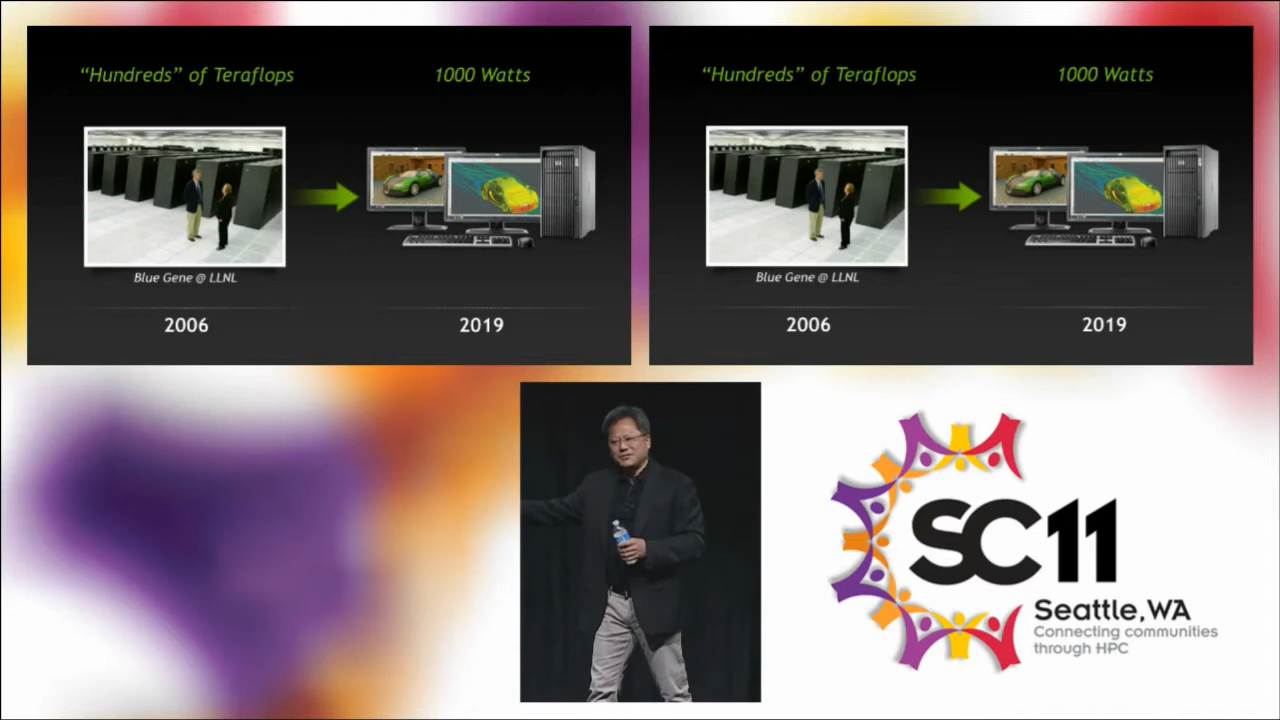 “Hundreds” of Teraflops
1000 Watts
Blue Gene @ LLNL
2006
2019
“Hundreds” of Teraflops
1000 Watts
Blue Gene @ LLNL
2006
2019
SC11
Seattle, WA
Connecting communities
through HPC